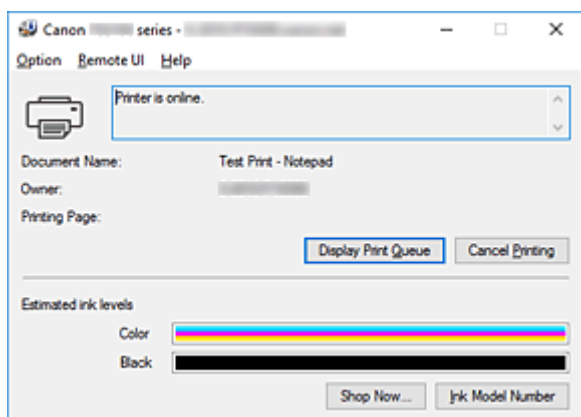 Canon series -
Option Remote UI Help
Printer is online.
Document Name: Test Print - Notepad
Owner:
Printing Page:
Display Print Queue Cancel Printing
Estimated ink levels
Color
Black
Shop Now... Ink Model Number